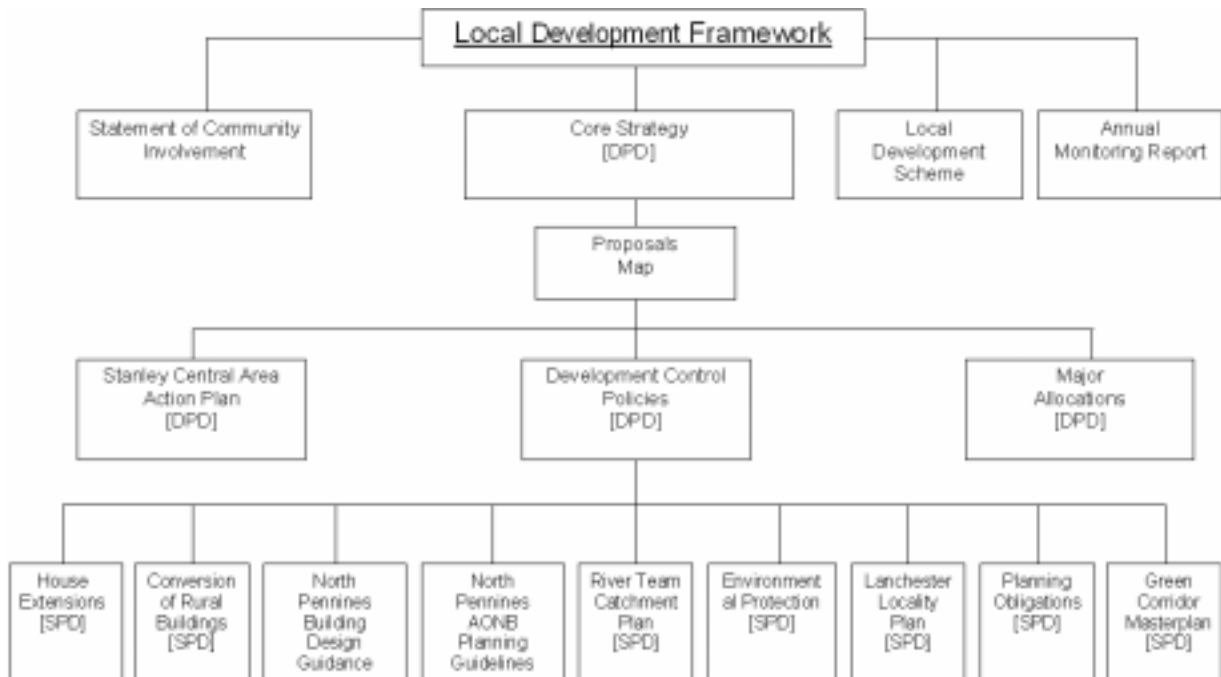 Local Development Framework
Statement of Community
Involvement
Core Strategy
[DPD]
Local
Development
Scheme
Annual
Monitoring Report
Proposals
Map
Stanley Central Area
Action Plan
[DPD]
Development Control
Policies
[DPD]
Major
Allocations
[DPD]
House
Extensions
[SPD]
Conversion
of Rural
Buildings
[SPD]
North
Pennines
Building
Design
Guidance
North
Pennines
AONB
Planning
Guidelines
River Team
Catchment
Plan
[SPD]
Environment
al Protection
[SPD]
Lanchester
Locality
Plan
[SPD]
Planning
Obligations
[SPD]
Green
Corridor
Masterplan
[SPD]